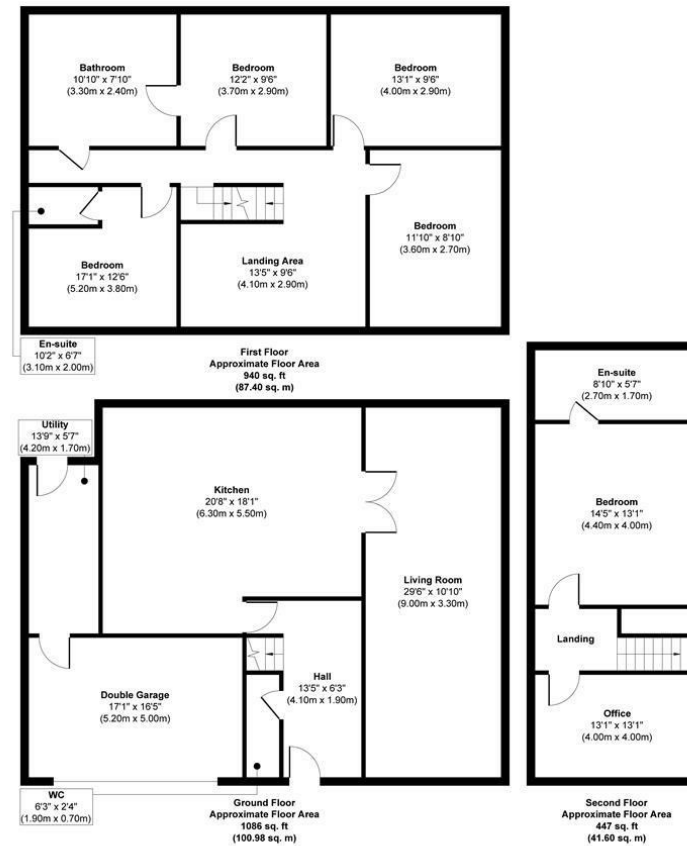 Bathroom
10'10" x 7'10"
(3.30m x 2.40m)
Bedroom
12'2" x 9'6"
(3.70m x 2.90m)
Bedroom
13'1" x 9'6"
(4.00m x 2.90m)
Bedroom
11'10" x 8'10"
(3.60m x 2.70m)
Bedroom
17'1" x 12'6"
(5.20m x 3.80m)
Landing Area
13'5" x 9'6"
(4.10m x 2.90m)
En-suite
10'2" x 6'7"
(3.10m x 2.00m)
First Floor
Approximate Floor Area
940 sq. ft
(87.40 sq. m)
Utility
13'9" x 5'7"
(4.20m x 1.70m)
Kitchen
20'8" x 18'1"
(6.30m x 5.50m)
Living Room
29'6" x 10'10"
(9.00m x 3.30m)
Hall
13'5" x 6'3"
(4.10m x 1.90m)
Double Garage
17'1" x 16'5"
(5.20m x 5.00m)
WC
6'3" x 2'4"
(1.90m x 0.70m)
Ground Floor
Approximate Floor Area
1086 sq. ft
(100.98 sq. m)
En-suite
8'10" x 5'7"
(2.70m x 1.70m)
Bedroom
14'5" x 13'1"
(4.40m x 4.00m)
Landing
Office
13'1" x 13'1"
(4.00m x 4.00m)
Second Floor
Approximate Floor Area
447 sq. ft
(41.60 sq. m)